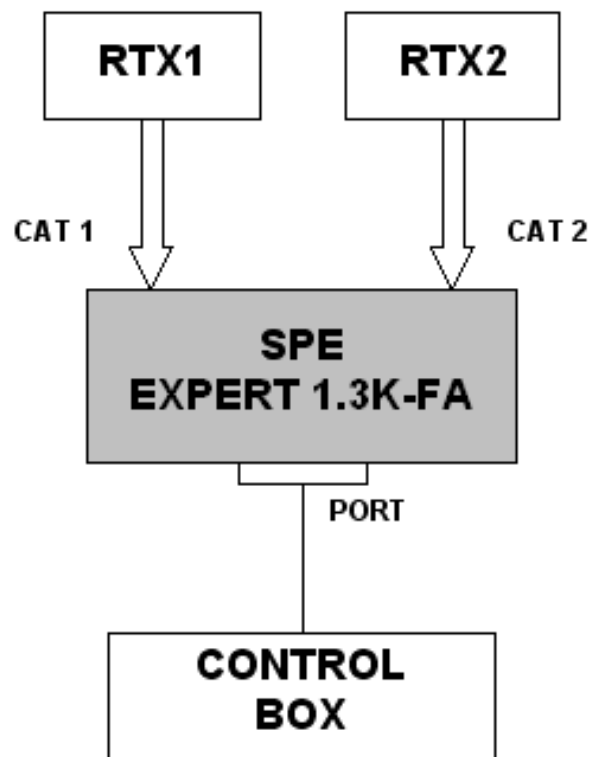 RTX1
RTX2
CAT 1
CAT 2
SPE
EXPERT 1.3K-FA
PORT
CONTROL
BOX